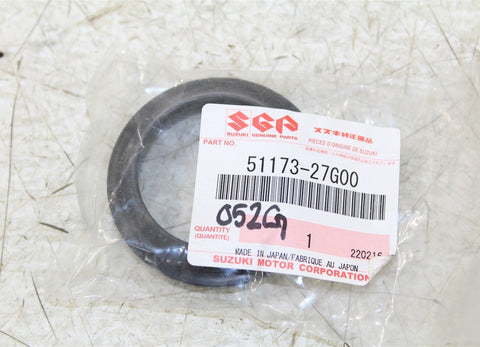 SGP スズキ純正部品
SUZUKI GENUINE PARTS PIECES D'ORIGINE DE SUZUKI
PART NO.
51173-27G00
052G
QUANTITY
(QUANTITÉ) 1
220216
MADE IN JAPAN/FABRIQUE AU JAPON
SUZUKI MOTOR CORPORATION